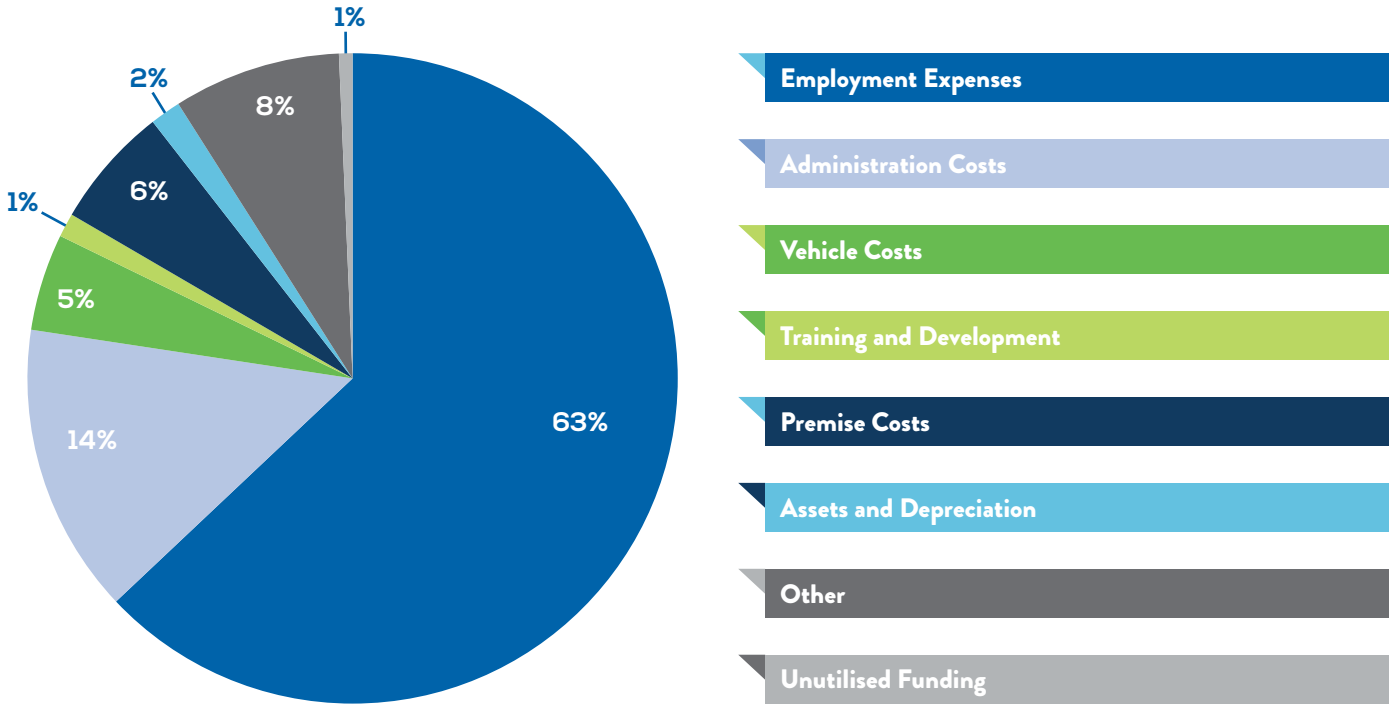 1%
2%
8%
6%
1%
5%
14%
63%
Employment Expenses
Administration Costs
Vehicle Costs
Training and Development
Premise Costs
Assets and Depreciation
Other
Unutilised Funding